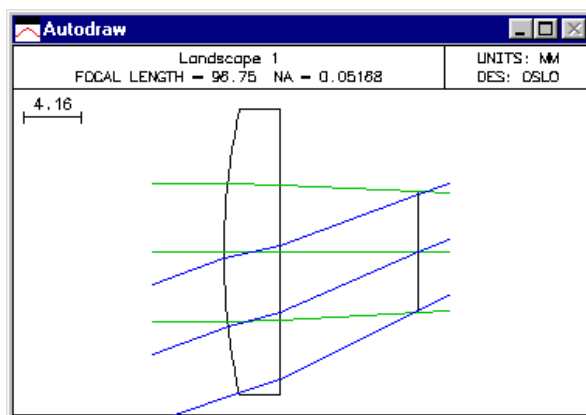 Autodraw
Landscape 1
FOCAL LENGTH = 96.75 NA = 0.05168
UNITS: MM
DES: OSLO
4.16